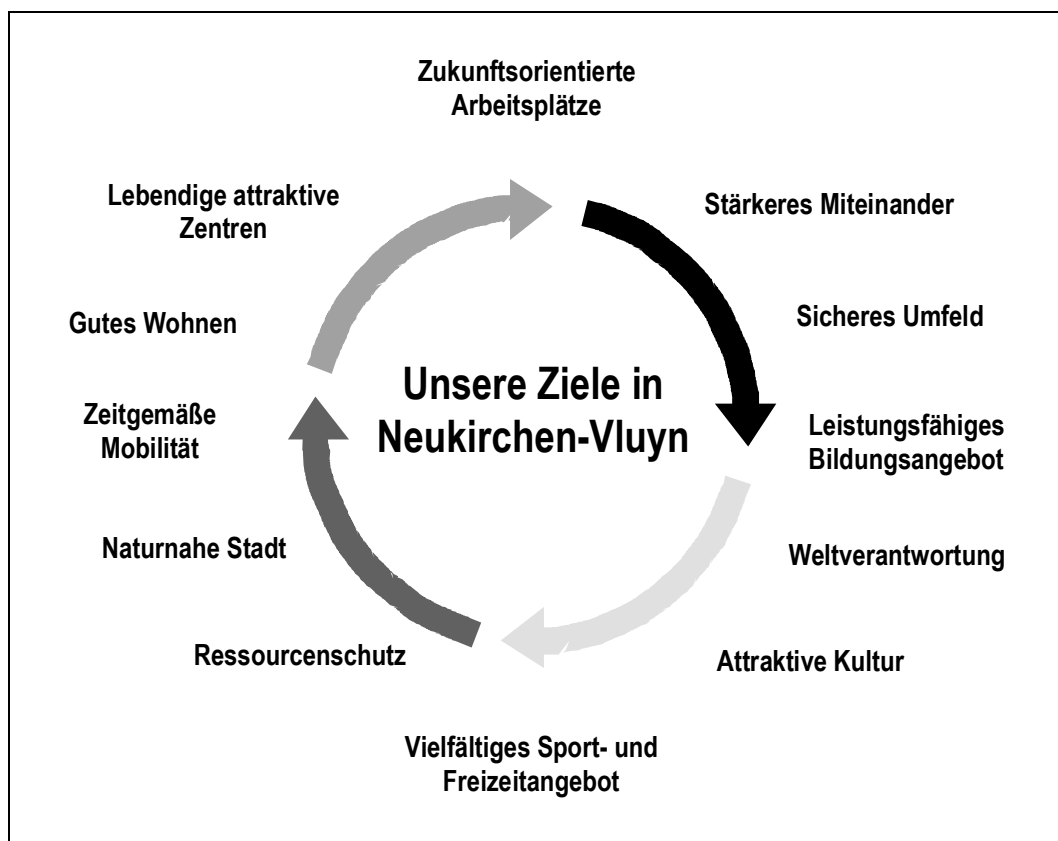 Zukunftsorientierte
Arbeitsplätze
Lebendige attraktive
Zentren
Stärkeres Miteinander
Gutes Wohnen
Sicheres Umfeld
Unsere Ziele in
Neukirchen-Vluyn
Zeitgemäße
Mobilität
Leistungsfähiges
Bildungsangebot
Naturnahe Stadt
Weltverantwortung
Ressourcenschutz
Attraktive Kultur
Vielfältiges Sport- und
Freizeitangebot